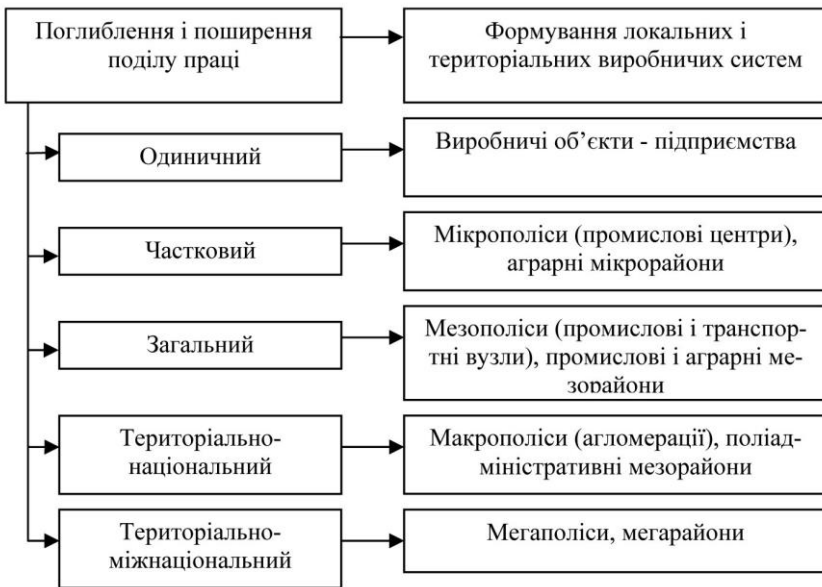 Поглиблення і поширення
поділу праці
Формування локальних і
територіальних виробничих систем
Одиничний
Виробничі об’єкти - підприємства
Частковий
Мікрополіси (промислові центри),
аграрні мікрорайони
Загальний
Мезополіси (промислові і транспор-
тні вузли), промислові і аграрні ме-
зорайони
Територіально-
національний
Макрополіси (агломерації), поліад-
міністративні мезорайони
Територіально-
міжнаціональний
Мегаполіси, мегарайони